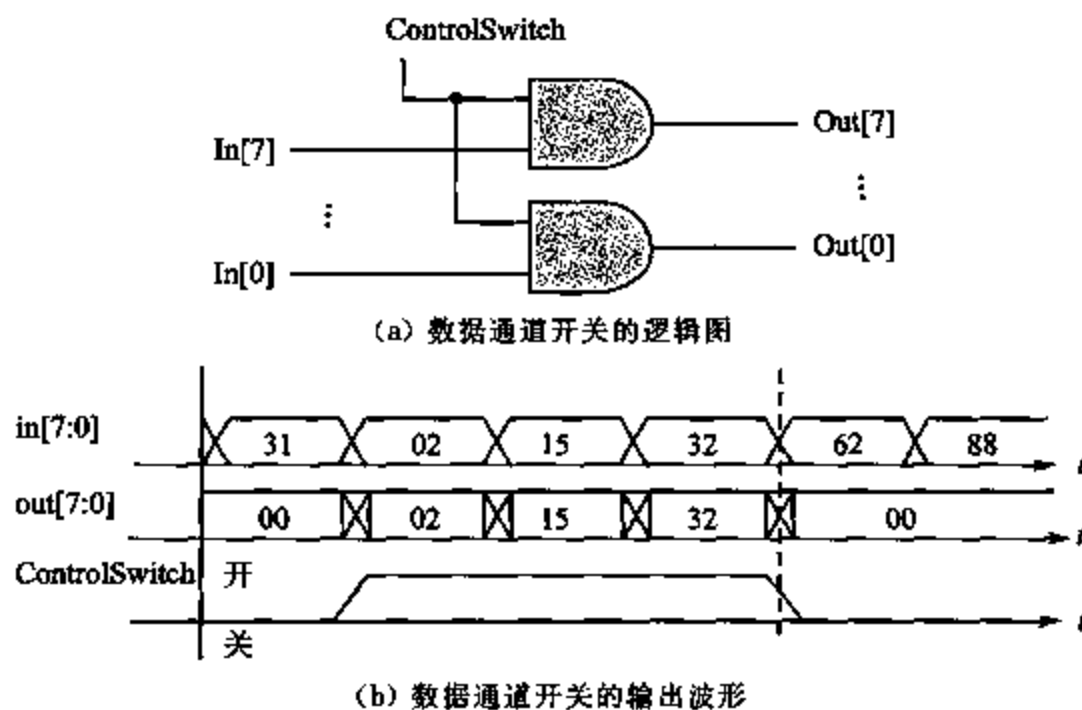 ControlSwitch
In[7]
Out[7]
⋮
⋮
In[0]
Out[0]
(a) 数据通道开关的逻辑图
in[7:0]
31 02 15 32 62 88
t
out[7:0]
00 02 15 32 00
t
ControlSwitch 开
关
t
(b) 数据通道开关的输出波形